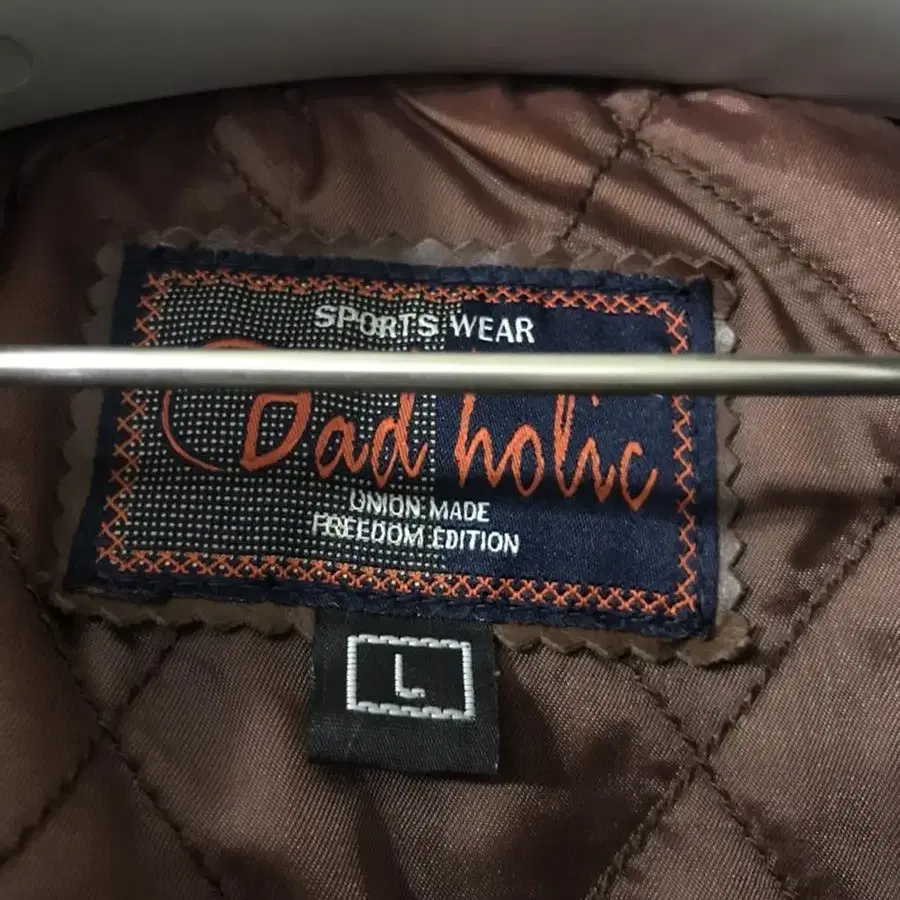 SPORTS WEAR
Dad holic
UNION MADE
FREEDOM EDITION
L